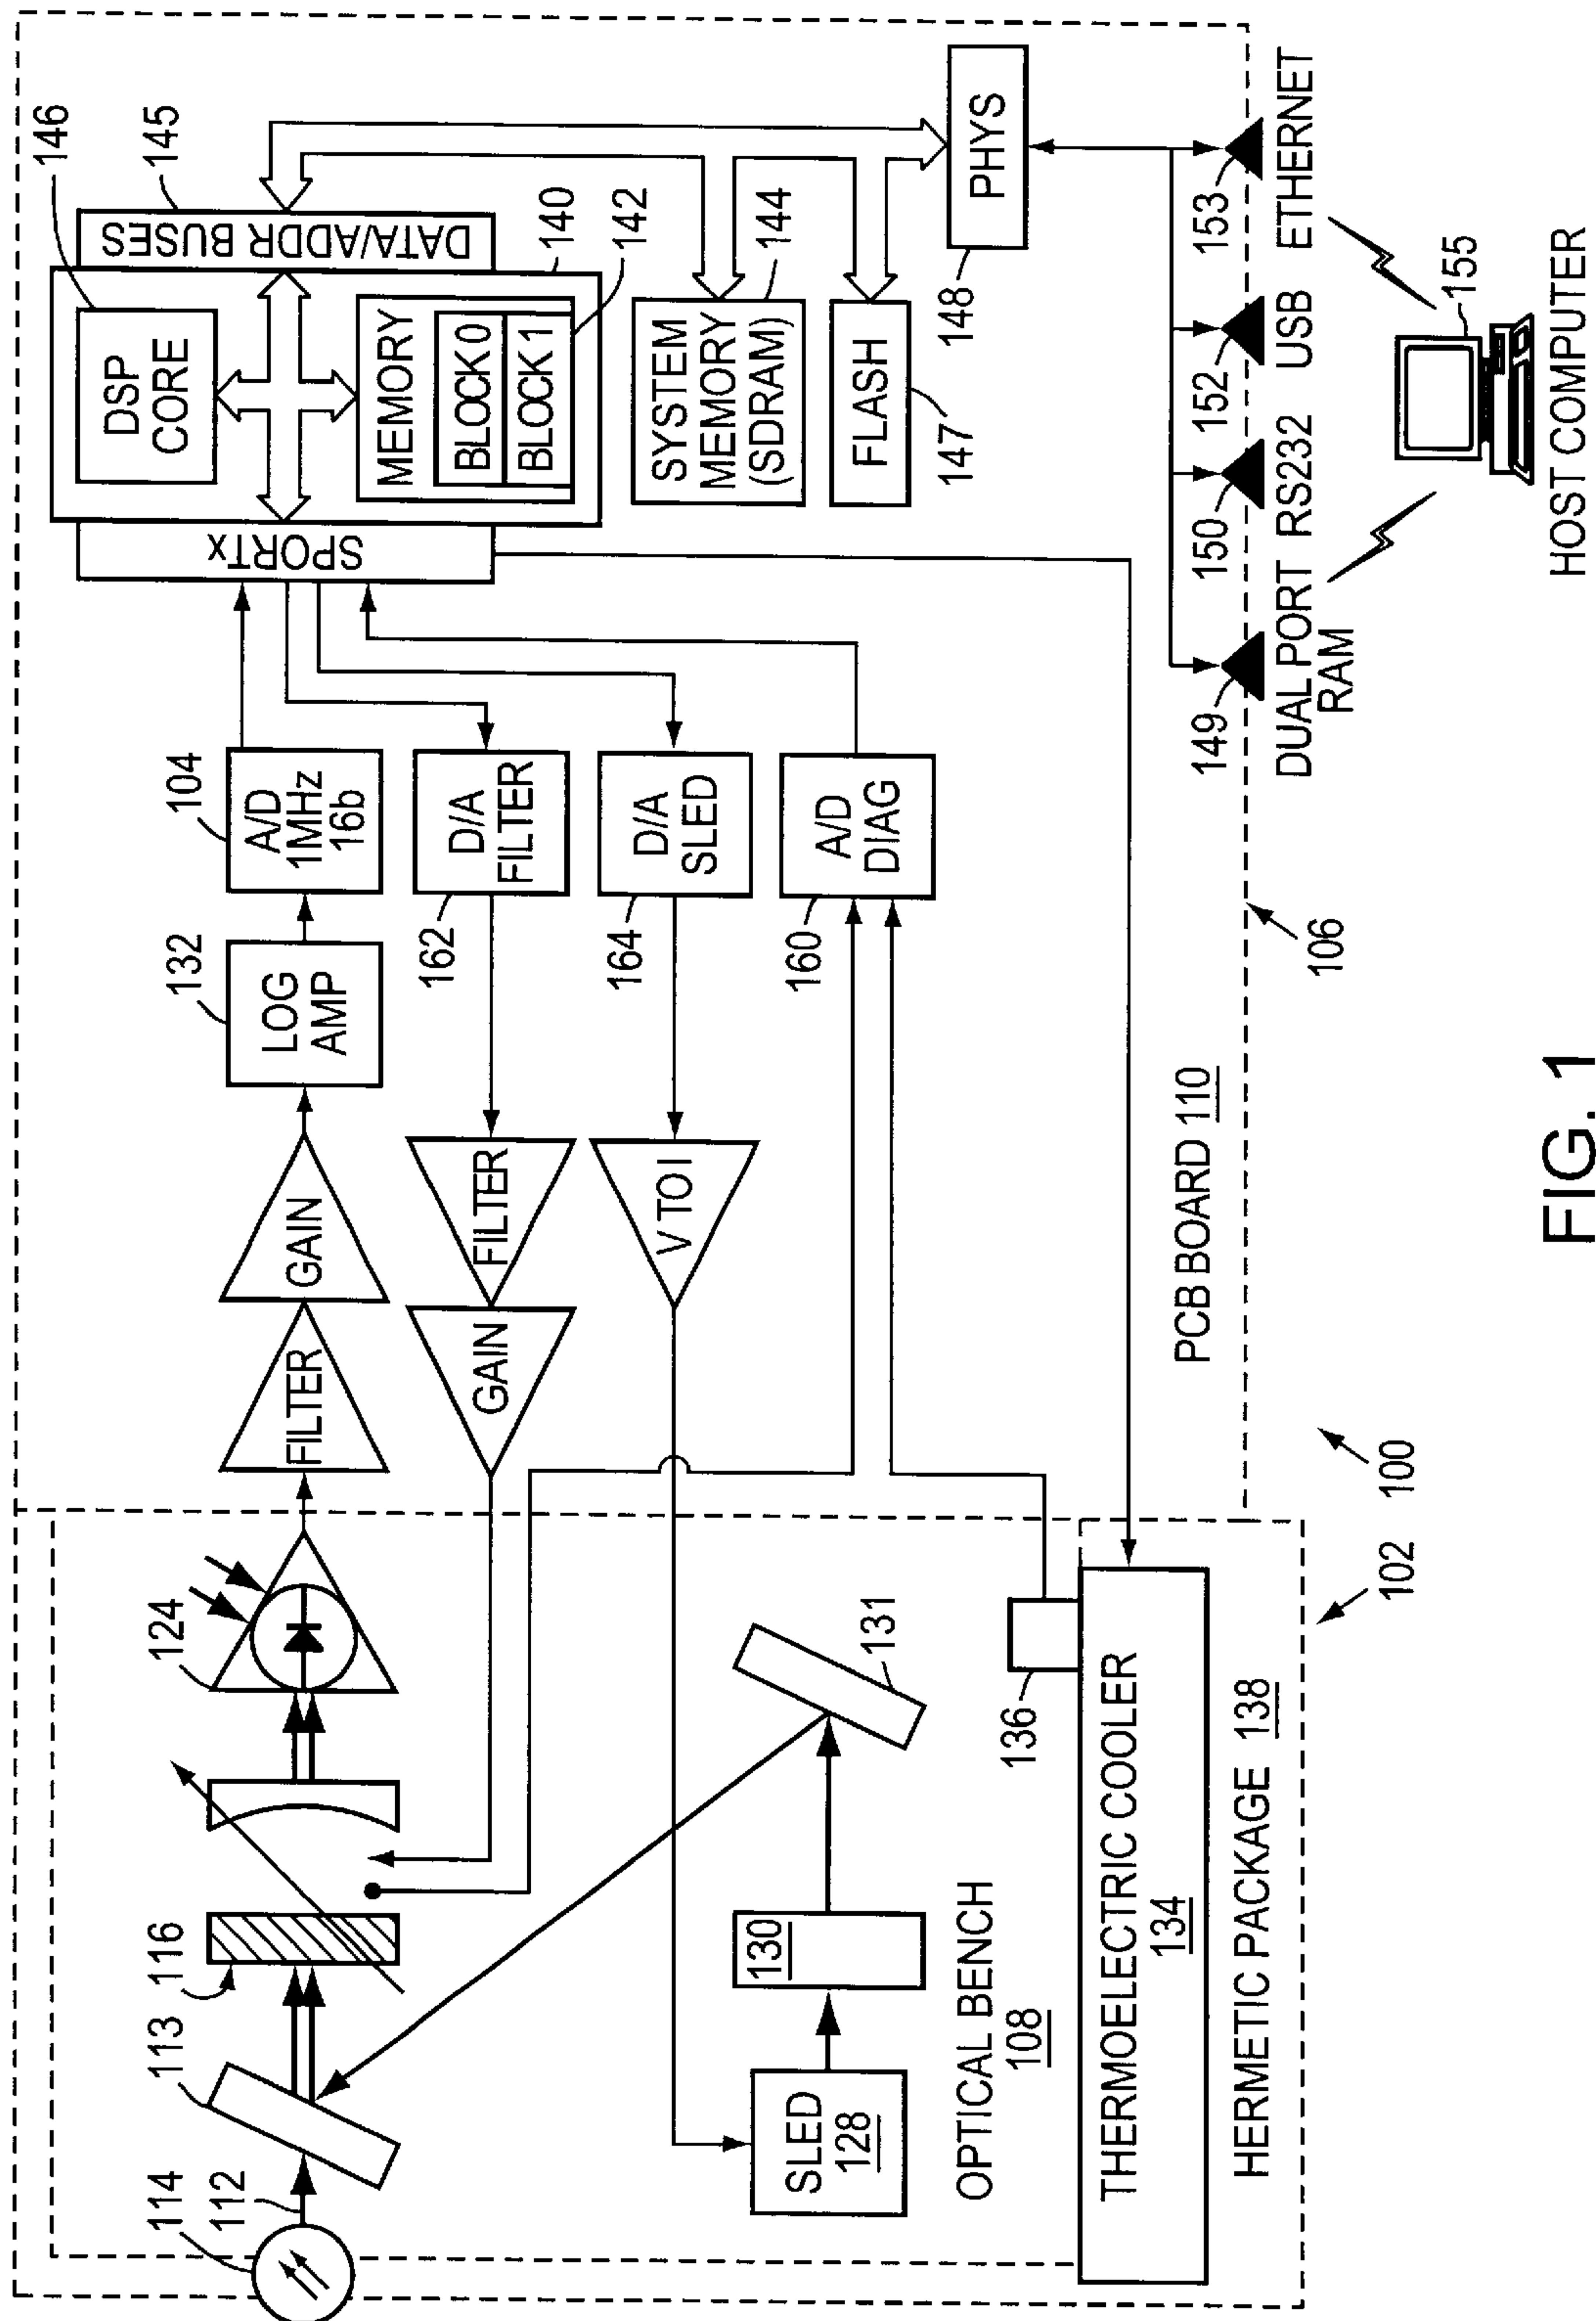 146
145
DSP
CORE
DATA/ADDR BUSES
SPORTx
MEMORY
BLOCK 0
BLOCK 1
140
142
SYSTEM
MEMORY
(SDRAM)
144
FLASH
147
PHYS
148
104
A/D
1MHz
16b
132
LOG
AMP
GAIN
FILTER
124
116
113
112
114
D/A
FILTER
162
FILTER
GAIN
D/A
SLED
164
V TO I
A/D
DIAG
160
131
130
SLED
128
OPTICAL BENCH
108
136
THERMOELECTRIC COOLER
134
HERMETIC PACKAGE 138
PCB BOARD 110
106
149
150
152
153
DUAL PORT
RAM
RS232
USB
ETHERNET
155
HOST COMPUTER
102
100
FIG. 1